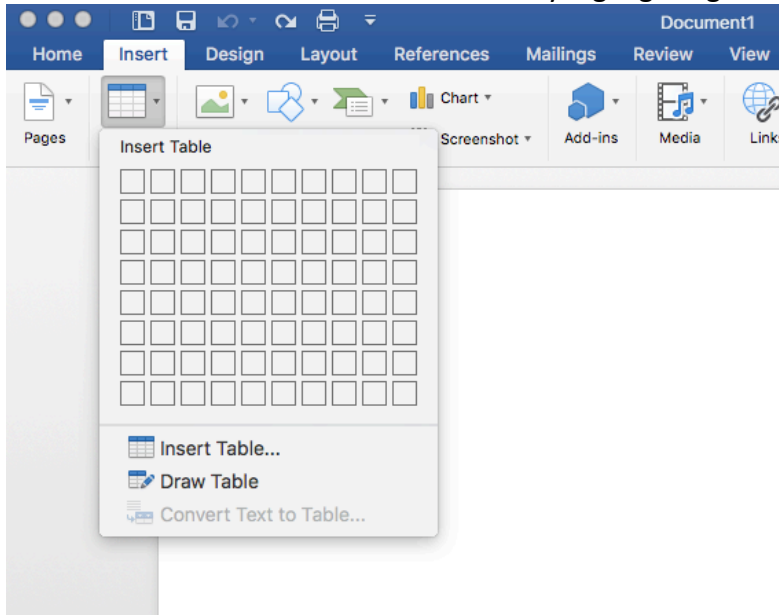 Document1
Home Insert Design Layout References Mailings Review View
Chart
Pages Screenshot Add-ins Media
Insert Table
Insert Table...
Draw Table
Convert Text to Table...